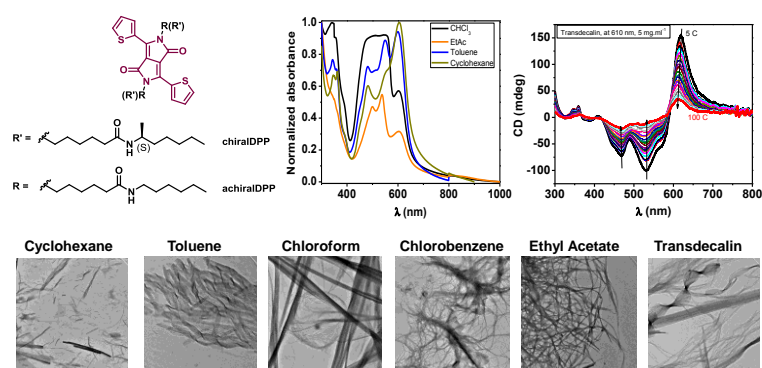 R(R')
S
N
O
O
N
(R')R
S
R' =
O
N
H
(S)
chiralDPP
R =
O
N
H
achiralDPP
Normalized absorbance
1.0
0.8
0.6
0.4
0.2
0.0
CHCl3
EtAc
Toluene
Cyclohexane
400
600
800
1000
λ (nm)
CD (mdeg)
Transdecalin, at 610 nm, 5 mg.ml-1
150
100
50
0
-50
-100
5 C
100 C
300
400
500
600
700
800
λ (nm)
Cyclohexane
Toluene
Chloroform
Chlorobenzene
Ethyl Acetate
Transdecalin